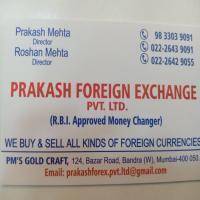 Prakash Mehta
Director
Roshan Mehta
Director
98 3303 9091
022-2643 9091
022-2642 9055
PRAKASH FOREIGN EXCHANGE
PVT. LTD.
(R.B.I. Approved Money Changer)
WE BUY & SELL ALL KINDS OF FOREIGN CURRENCIES
PM'S GOLD CRAFT, 124, Bazar Road, Bandra (W), Mumbai-400 050.
Email: prakashforex.pvt.ltd@gmail.com